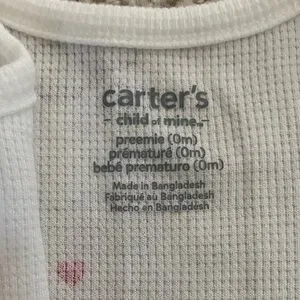 carter's
child of mine™
preemie (0m)
prématuré (0m)
bebé prematuro (0m)
Made in Bangladesh
Fabriqué au Bangladesh
Hecho en Bangladesh